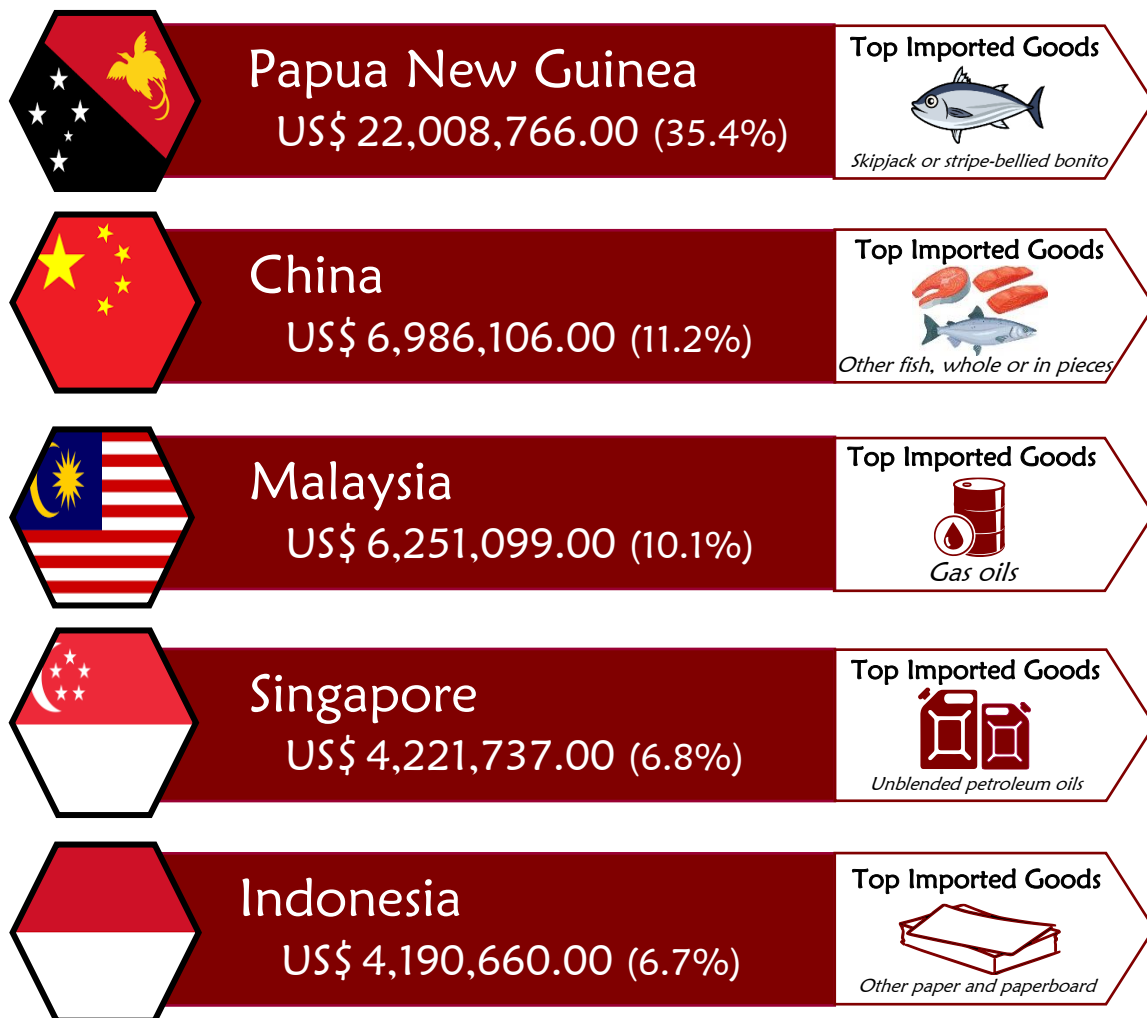 Papua New Guinea
US$ 22,008,766.00 (35.4%)
Top Imported Goods
Skipjack or stripe-bellied bonito
China
US$ 6,986,106.00 (11.2%)
Top Imported Goods
Other fish, whole or in pieces
Malaysia
US$ 6,251,099.00 (10.1%)
Top Imported Goods
Gas oils
Singapore
US$ 4,221,737.00 (6.8%)
Top Imported Goods
Unblended petroleum oils
Indonesia
US$ 4,190,660.00 (6.7%)
Top Imported Goods
Other paper and paperboard